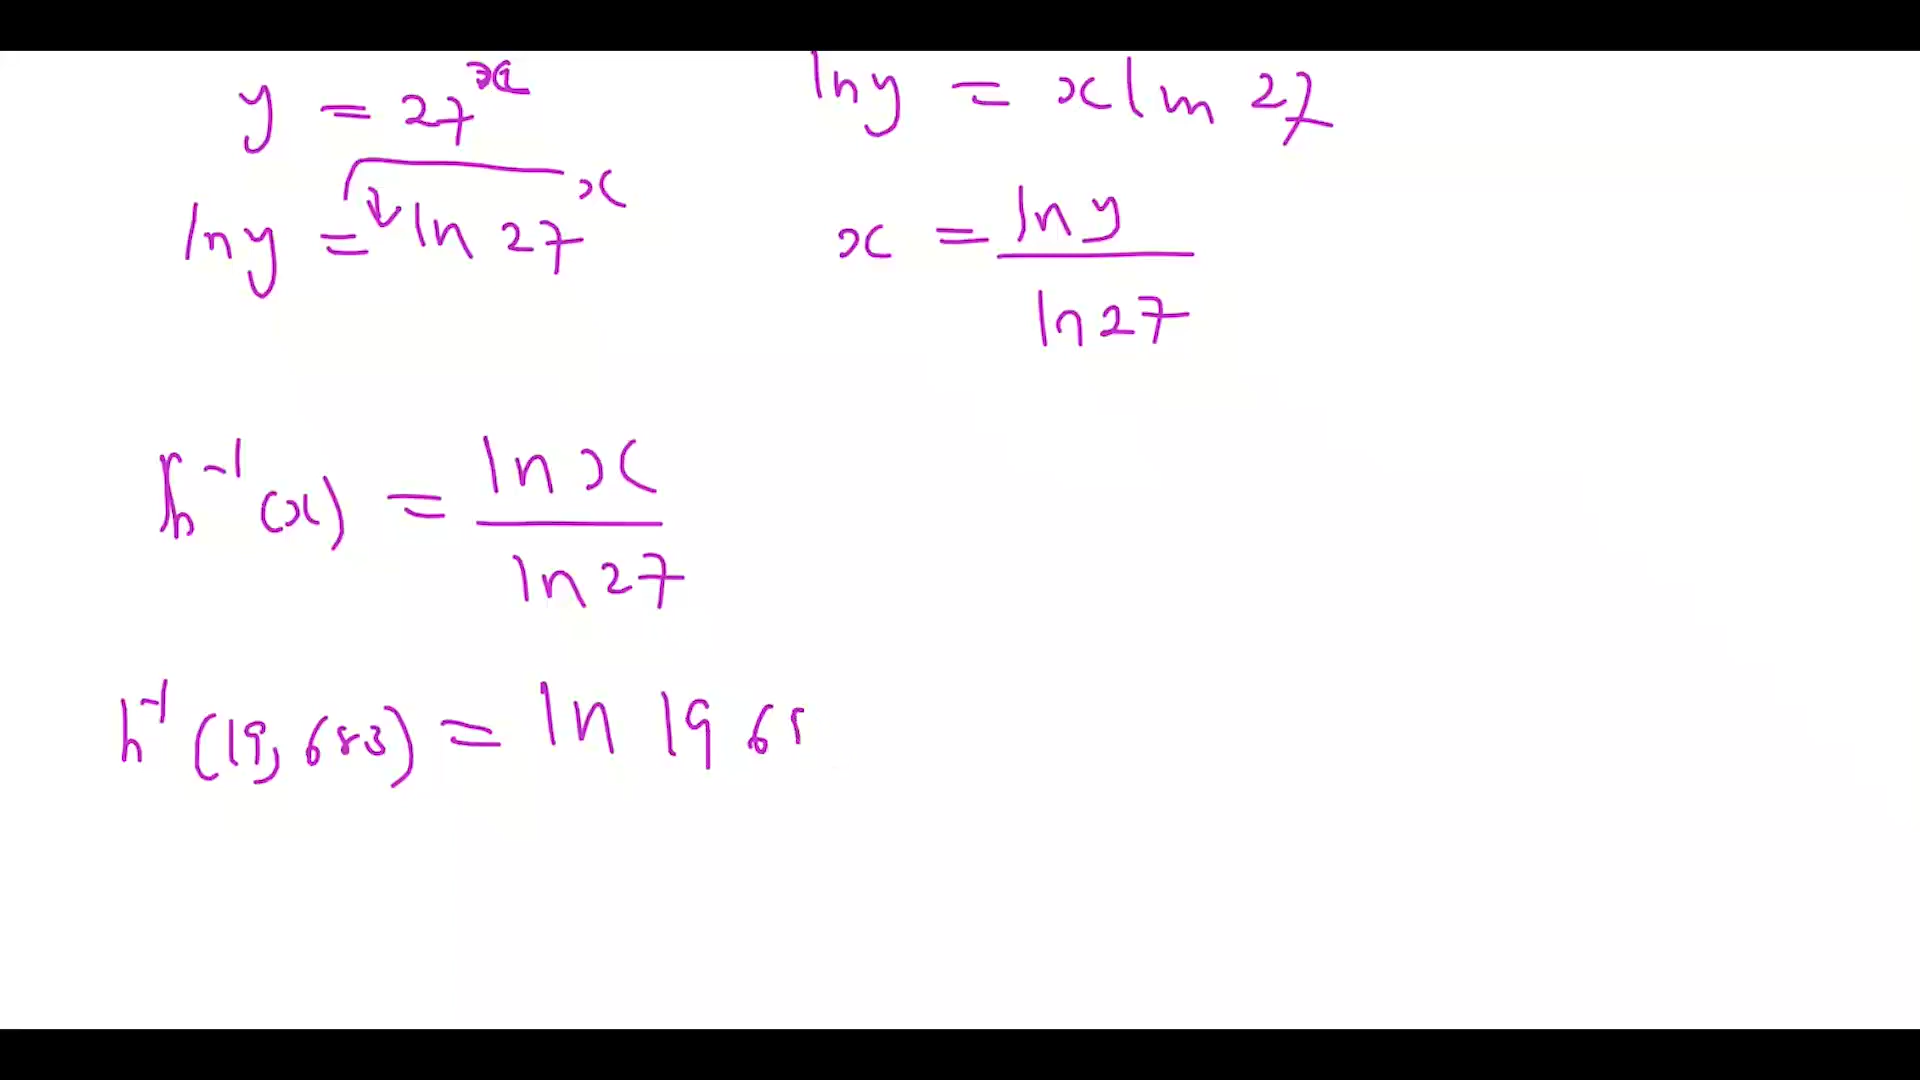 y = 27^x
ln y = ln 27^x
ln y = x ln 27
x = ln y / ln 27
h^-1 (x) = ln x / ln 27
h^-1 (19,683) = ln 19 6